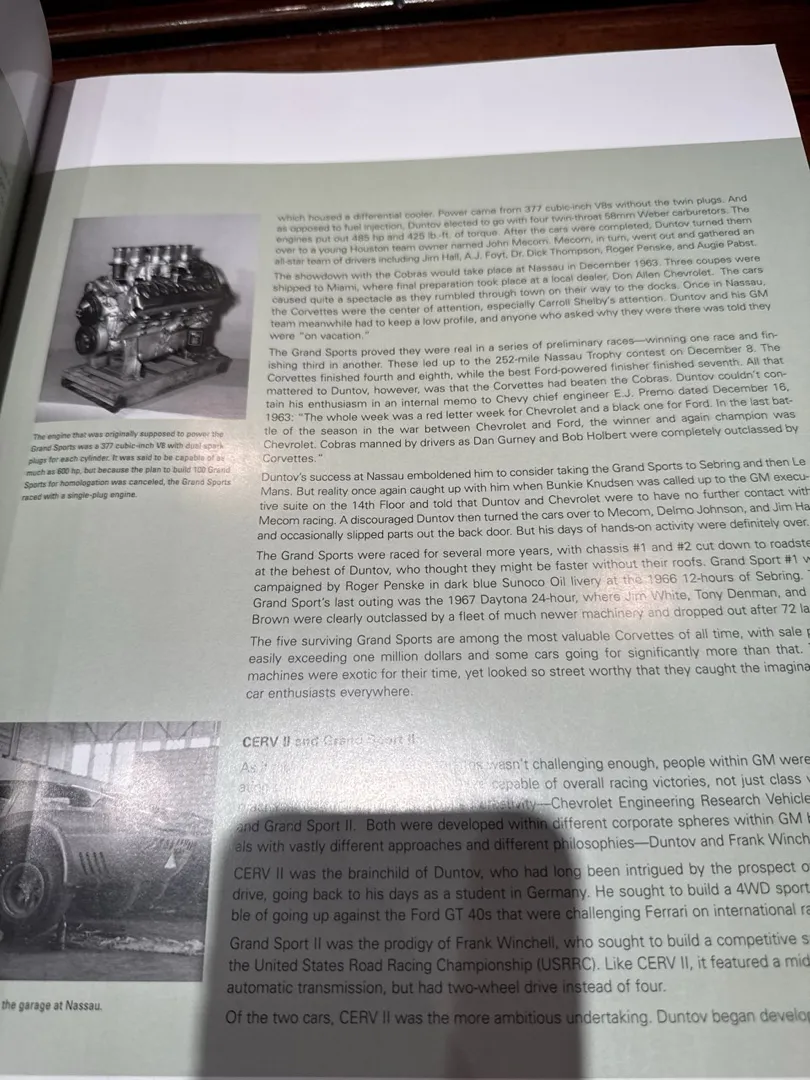 which housed a differential cooler. Power came from 377 cubic-inch V8s without the twin plugs. And
as opposed to fuel injection, Duntov elected to go with four twin-throat 58mm Weber carburetors. The
engines put out 485 hp and 425 lb.-ft. of torque. After the cars were completed, Duntov turned them
over to a young Houston team owner named John Mecom. Mecom, in turn, went out and gathered an
all-star team of drivers including Jim Hall, A.J. Foyt, Dr. Dick Thompson, Roger Penske, and Augie Pabst.
The showdown with the Cobras would take place at Nassau in December 1963. Three coupes were
shipped to Miami, where final preparation took place at a local dealer, Don Allen Chevrolet. The cars
caused quite a spectacle as they rumbled through town on their way to the docks. Once in Nassau,
the Corvettes were the center of attention, especially Carroll Shelby's attention. Duntov and his GM
team meanwhile had to keep a low profile, and anyone who asked why they were there was told they
were "on vacation."
The Grand Sports proved they were real in a series of preliminary races—winning one race and fin-
ishing third in another. These led up to the 252-mile Nassau Trophy contest on December 8. The
Corvettes finished fourth and eighth, while the best Ford-powered finisher finished seventh. All that
mattered to Duntov, however, was that the Corvettes had beaten the Cobras. Duntov couldn't con-
tain his enthusiasm in an internal memo to Chevy chief engineer E.J. Premo dated December 16,
1963: "The whole week was a red letter week for Chevrolet and a black one for Ford. In the last bat-
tle of the season in the war between Chevrolet and Ford, the winner and again champion was
Chevrolet. Cobras manned by drivers as Dan Gurney and Bob Holbert were completely outclassed by
Corvettes."
Duntov's success at Nassau emboldened him to consider taking the Grand Sports to Sebring and then Le
Mans. But reality once again caught up with him when Bunkie Knudsen was called up to the GM execu-
tive suite on the 14th Floor and told that Duntov and Chevrolet were to have no further contact with
Mecom racing. A discouraged Duntov then turned the cars over to Mecom, Delmo Johnson, and Jim Ha
and occasionally slipped parts out the back door. But his days of hands-on activity were definitely over.
The Grand Sports were raced for several more years, with chassis #1 and #2 cut down to roadste
at the behest of Duntov, who thought they might be faster without their roofs. Grand Sport #1 w
campaigned by Roger Penske in dark blue Sunoco Oil livery at the 1966 12-hours of Sebring.
Grand Sport's last outing was the 1967 Daytona 24-hour, where Jim White, Tony Denman, and
Brown were clearly outclassed by a fleet of much newer machinery and dropped out after 72 la
The five surviving Grand Sports are among the most valuable Corvettes of all time, with sale p
easily exceeding one million dollars and some cars going for significantly more than that.
machines were exotic for their time, yet looked so street worthy that they caught the imagina
car enthusiasts everywhere.
The engine that was originally supposed to power the
Grand Sports was a 377 cubic-inch V8 with dual spark
plugs for each cylinder. It was said to be capable of as
much as 600 hp, but because the plan to build 100 Grand
Sports for homologation was canceled, the Grand Sports
raced with a single-plug engine.
CERV II and Grand Sport II
wasn't challenging enough, people within GM were
capable of overall racing victories, not just class
—Chevrolet Engineering Research Vehicle
and Grand Sport II. Both were developed within different corporate spheres within GM
als with vastly different approaches and different philosophies—Duntov and Frank Winch
CERV II was the brainchild of Duntov, who had long been intrigued by the prospect o
drive, going back to his days as a student in Germany. He sought to build a 4WD sport
ble of going up against the Ford GT 40s that were challenging Ferrari on international ra
Grand Sport II was the prodigy of Frank Winchell, who sought to build a competitive s
the United States Road Racing Championship (USRRC). Like CERV II, it featured a mid
automatic transmission, but had two-wheel drive instead of four.
Of the two cars, CERV II was the more ambitious undertaking. Duntov began develo
the garage at Nassau.